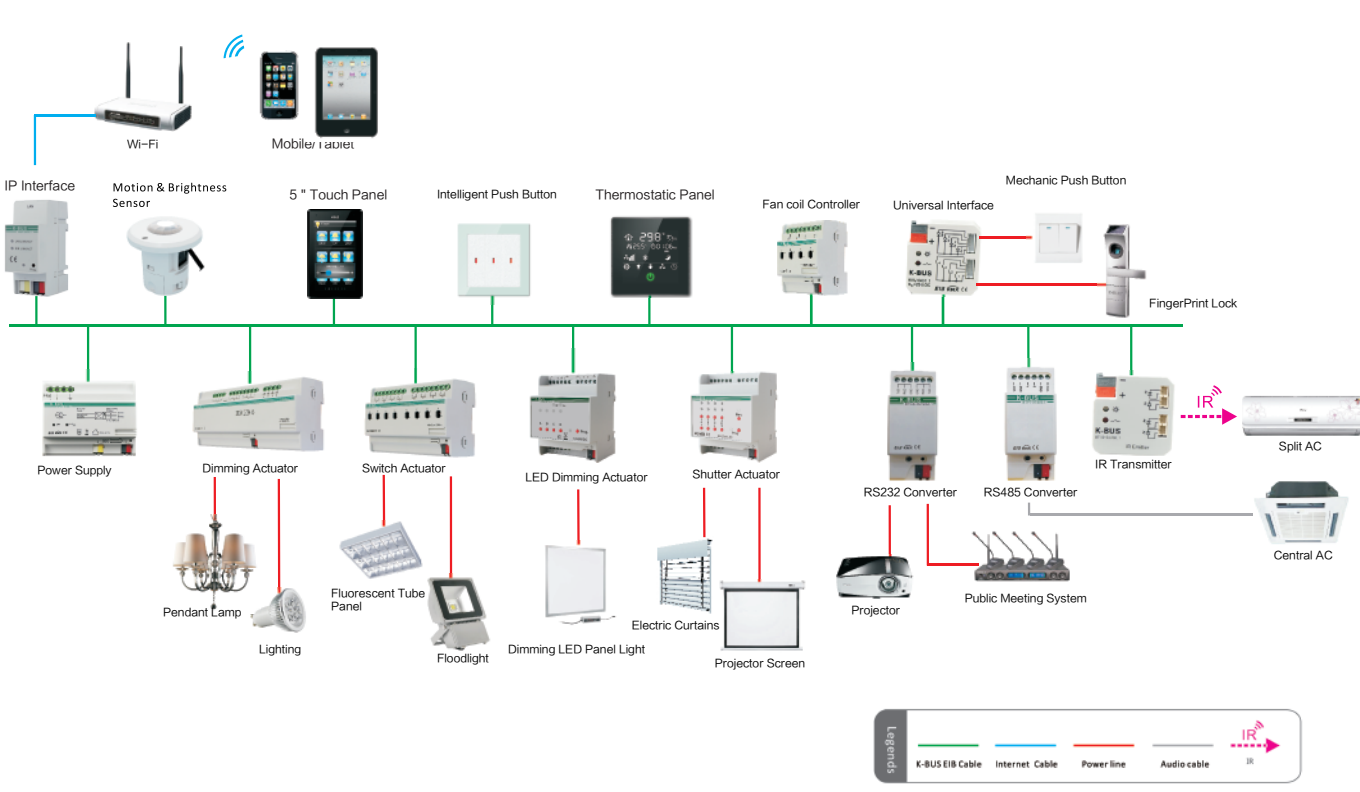 Wi-Fi
Mobile/Tablet
IP Interface
Motion & Brightness
Sensor
5 " Touch Panel
Intelligent Push Button
Thermostatic Panel
Fan coil Controller
Universal Interface
Mechanic Push Button
K-BUS
FingerPrint Lock
Power Supply
Dimming Actuator
Switch Actuator
LED Dimming Actuator
Shutter Actuator
RS232 Converter
K-BUS
RS485 Converter
K-BUS
IR Emitter
IR Transmitter
IR
Split AC
Central AC
Pendant Lamp
Lighting
Fluorescent Tube
Panel
Floodlight
Dimming LED Panel Light
Electric Curtains
Projector Screen
Projector
Public Meeting System
Legends
K-BUS EIB Cable
Internet Cable
Power line
Audio cable
IR
IR